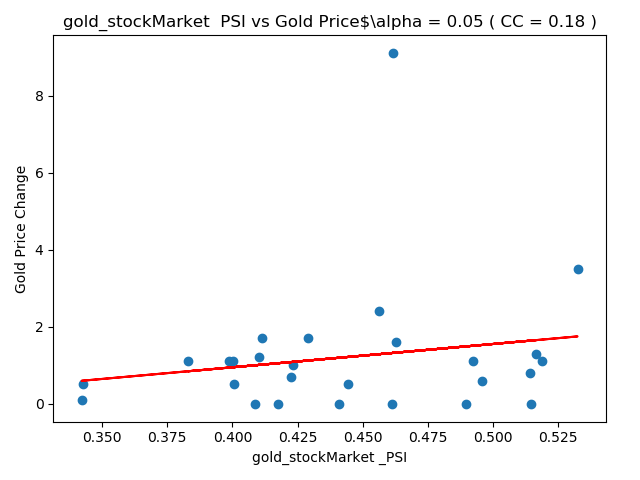 gold_stockMarket  PSI vs Gold Price$\alpha = 0.05 ( CC = 0.18 )
Gold Price Change
8
6
4
2
0
0.350 0.375 0.400 0.425 0.450 0.475 0.500 0.525
gold_stockMarket _PSI